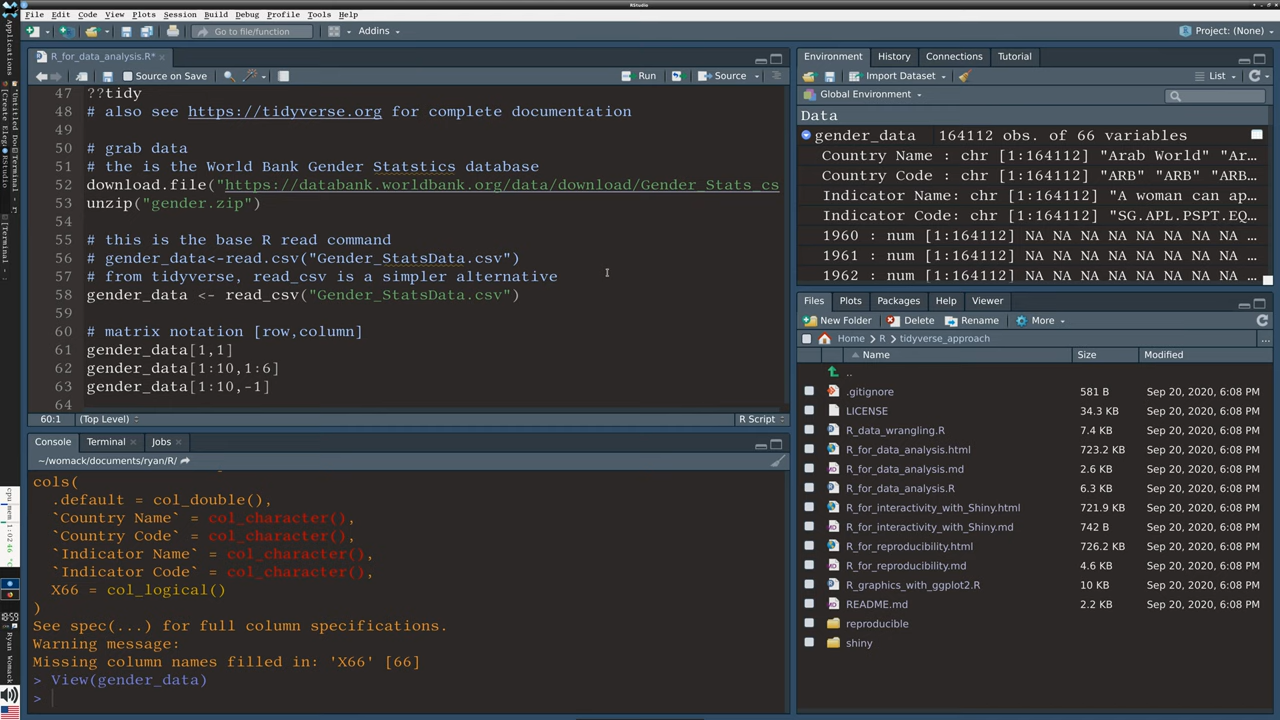 RStudio
File Edit Code View Plots Session Build Debug Profile Tools Help
Go to file/function Addins Project: (None)
R_for_data_analysis.R*
Source on Save Run Source
47 ??tidy
48 # also see https://tidyverse.org for complete documentation
49
50 # grab data
51 # the is the World Bank Gender Statstics database
52 download.file("https://databank.worldbank.org/data/download/Gender_Stats_cs
53 unzip("gender.zip")
54
55 # this is the base R read command
56 # gender_data<-read.csv("Gender_StatsData.csv")
57 # from tidyverse, read_csv is a simpler alternative
58 gender_data <- read_csv("Gender_StatsData.csv")
59
60 # matrix notation [row,column]
61 gender_data[1,1]
62 gender_data[1:10,1:6]
63 gender_data[1:10,-1]
64
60:1 (Top Level) R Script
Console Terminal Jobs
~/womack/documents/ryan/R/
cols(
.default = col_double(),
`Country Name` = col_character(),
`Country Code` = col_character(),
`Indicator Name` = col_character(),
`Indicator Code` = col_character(),
X66 = col_logical()
)
See spec(...) for full column specifications.
Warning message:
Missing column names filled in: 'X66' [66]
> View(gender_data)
>
Environment History Connections Tutorial
Import Dataset List
Global Environment
Data
gender_data 164112 obs. of 66 variables
Country Name : chr [1:164112] "Arab World" "Ar…
Country Code : chr [1:164112] "ARB" "ARB" "ARB…
Indicator Name : chr [1:164112] "A woman can ap…
Indicator Code: chr [1:164112] "SG.APL.PSPT.EQ…
1960 : num [1:164112] NA NA NA NA NA NA NA NA …
1961 : num [1:164112] NA NA NA NA NA NA NA NA …
1962 : num [1:164112] NA NA NA NA NA NA NA NA …
Files Plots Packages Help Viewer
New Folder Delete Rename More
Home R tidyverse_approach
Name Size Modified
..
.gitignore 581 B Sep 20, 2020, 6:08 PM
LICENSE 34.3 KB Sep 20, 2020, 6:08 PM
R_data_wrangling.R 7.4 KB Sep 20, 2020, 6:08 PM
R_for_data_analysis.html 723.2 KB Sep 20, 2020, 6:08 PM
R_for_data_analysis.md 2.6 KB Sep 20, 2020, 6:08 PM
R_for_data_analysis.R 6.3 KB Sep 20, 2020, 6:08 PM
R_for_interactivity_with_Shiny.html 721.9 KB Sep 20, 2020, 6:08 PM
R_for_interactivity_with_Shiny.md 742 B Sep 20, 2020, 6:08 PM
R_for_reproducibility.html 726.2 KB Sep 20, 2020, 6:08 PM
R_for_reproducibility.md 4.6 KB Sep 20, 2020, 6:08 PM
R_graphics_with_ggplot2.R 10 KB Sep 20, 2020, 6:08 PM
README.md 2.2 KB Sep 20, 2020, 6:08 PM
reproducible
shiny
Applications
RStudio
[Terminal -
Ryan Womack